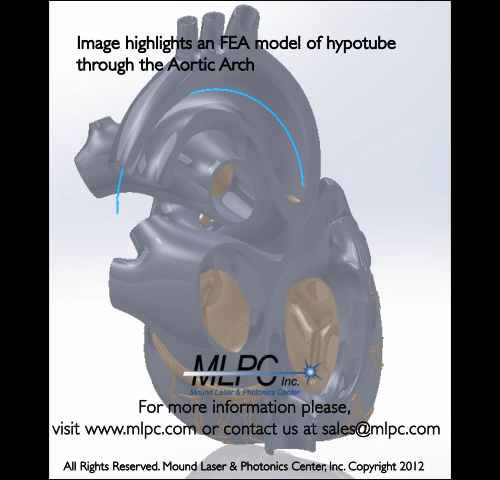 Image highlights an FEA model of hypotube
through the Aortic Arch
MLPC Inc.
Mound Laser & Photonics Center
For more information please,
visit www.mlpc.com or contact us at sales@mlpc.com
All Rights Reserved. Mound Laser & Photonics Center, Inc. Copyright 2012